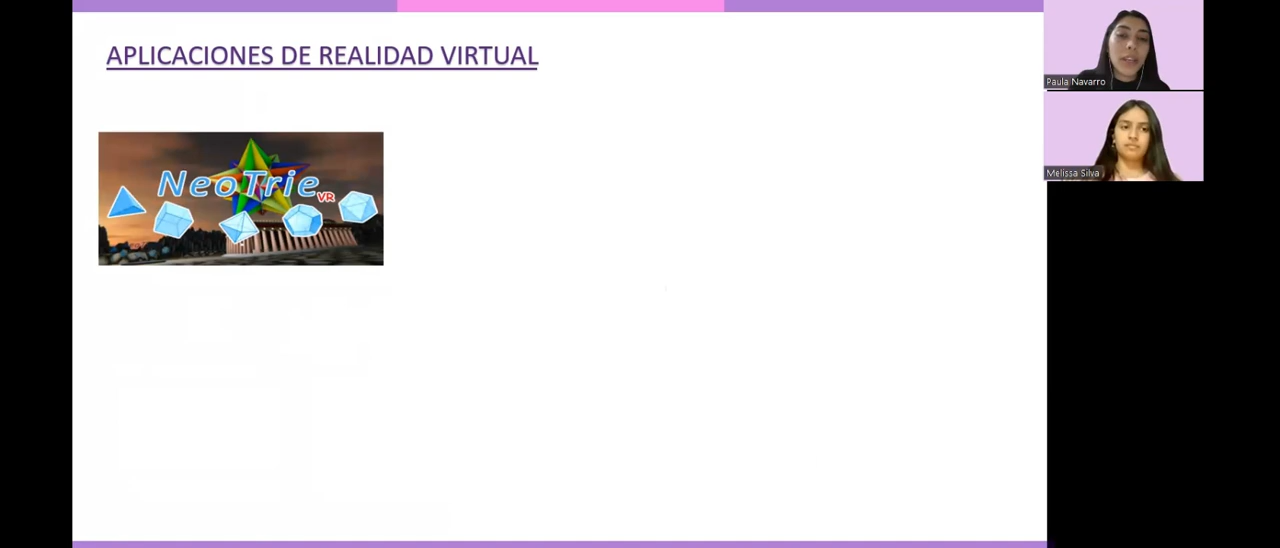 APLICACIONES DE REALIDAD VIRTUAL
NeoTrie VR
Paula Navarro
Melissa Silva